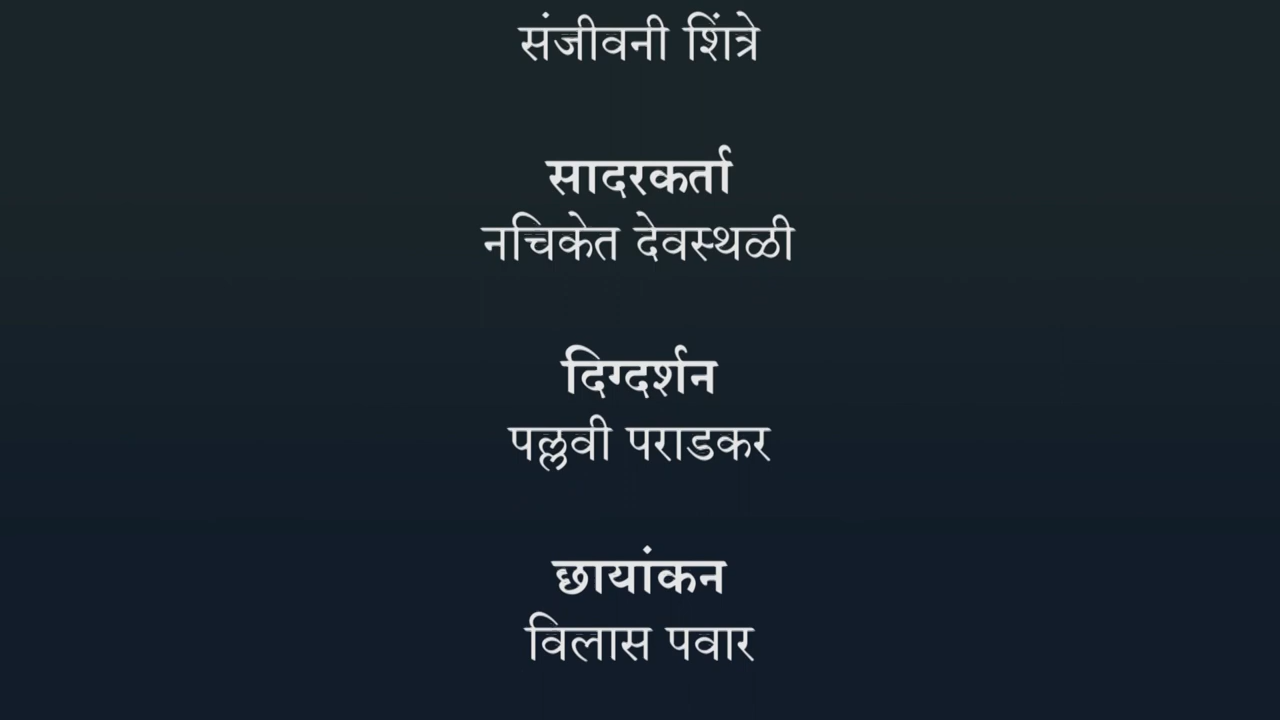 संजीवनी शिंत्रे
सादरकर्ता
नचिकेत देवस्थळी
दिग्दर्शन
पल्लवी पराडकर
छायांकन
विलास पवार